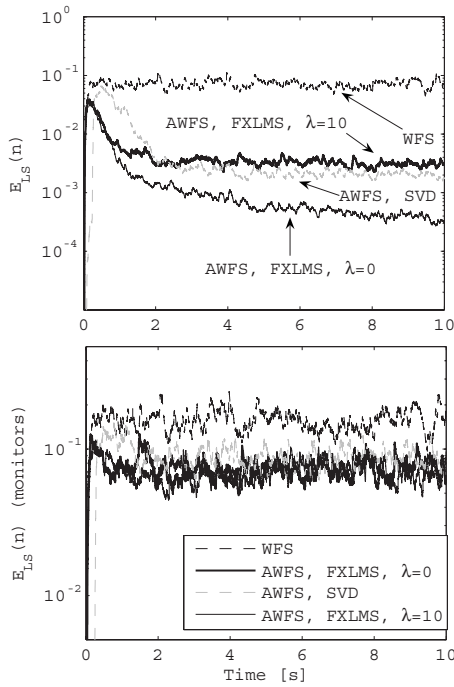 10^0
10^-1
10^-2
10^-3
10^-4
E_LS(n)
WFS
AWFS, FXLMS, λ=10
AWFS, SVD
AWFS, FXLMS, λ=0
0 2 4 6 8 10
10^-1
10^-2
E_LS(n) (monitors)
WFS
AWFS, FXLMS, λ=0
AWFS, SVD
AWFS, FXLMS, λ=10
0 2 4 6 8 10
Time [s]